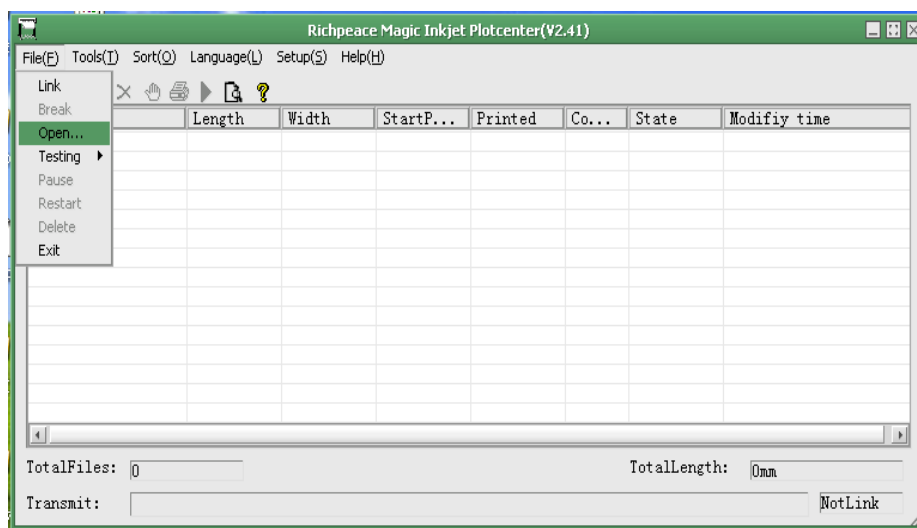 Richpeace Magic Inkjet Plotcenter(V2.41)
File(F) Tools(T) Sort(O) Language(L) Setup(S) Help(H)
Link
Break
Length Width StartP... Printed Co... State Modifiy time
Open...
Testing
Pause
Restart
Delete
Exit
TotalFiles: 0 TotalLength: 0mm
Transmit: NotLink